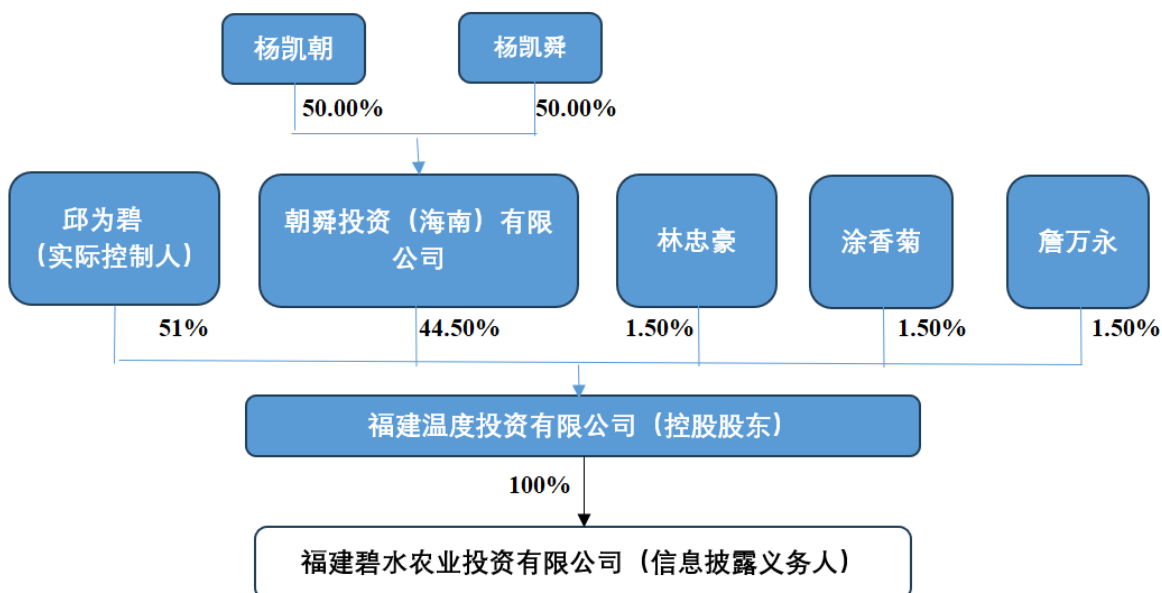 杨凯朝
杨凯舜
50.00%
50.00%
邱为碧
（实际控制人）
朝舜投资（海南）有限
公司
林忠豪
涂香菊
詹万永
51%
44.50%
1.50%
1.50%
1.50%
福建温度投资有限公司（控股股东）
100%
福建碧水农业投资有限公司（信息披露义务人）